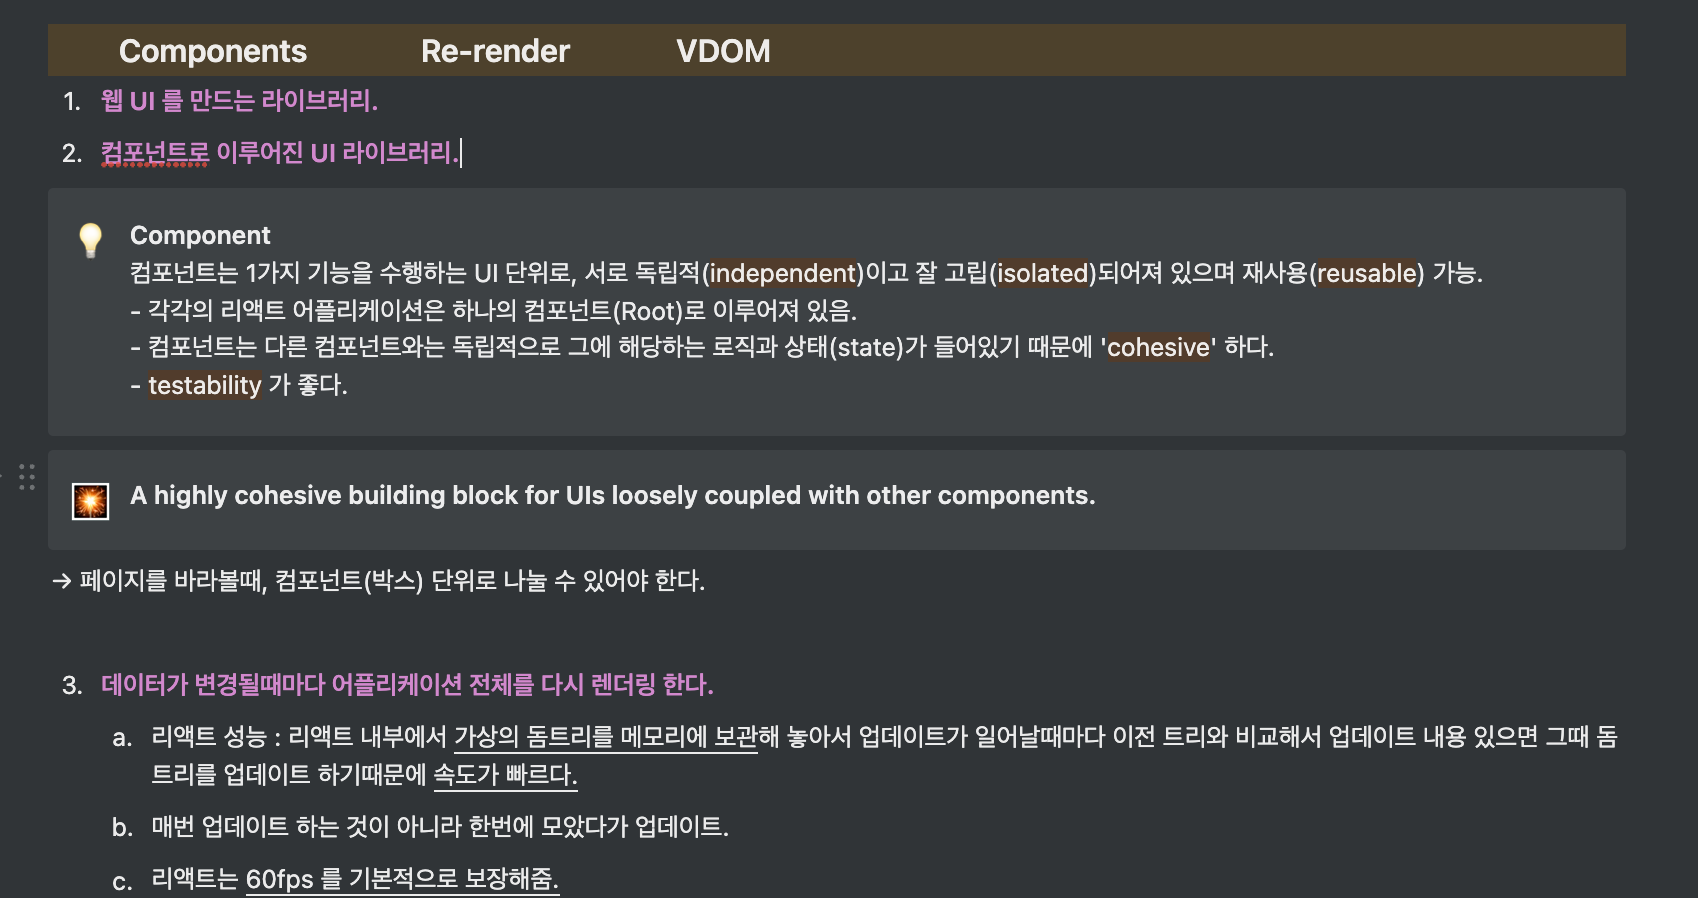 Components Re-render VDOM
1. 웹 UI 를 만드는 라이브러리.
2. 컴포넌트로 이루어진 UI 라이브러리.
Component
컴포넌트는 1가지 기능을 수행하는 UI 단위로, 서로 독립적(independent)이고 잘 고립(isolated)되어져 있으며 재사용(reusable) 가능.
- 각각의 리액트 어플리케이션은 하나의 컴포넌트(Root)로 이루어져 있음.
- 컴포넌트는 다른 컴포넌트와는 독립적으로 그에 해당하는 로직과 상태(state)가 들어있기 때문에 'cohesive' 하다.
- testability 가 좋다.
A highly cohesive building block for UIs loosely coupled with other components.
→ 페이지를 바라볼때, 컴포넌트(박스) 단위로 나눌 수 있어야 한다.
3. 데이터가 변경될때마다 어플리케이션 전체를 다시 렌더링 한다.
a. 리액트 성능 : 리액트 내부에서 가상의 돔트리를 메모리에 보관해 놓아서 업데이트가 일어날때마다 이전 트리와 비교해서 업데이트 내용 있으면 그때 돔
트리를 업데이트 하기때문에 속도가 빠르다.
b. 매번 업데이트 하는 것이 아니라 한번에 모았다가 업데이트.
c. 리액트는 60fps 를 기본적으로 보장해줌.